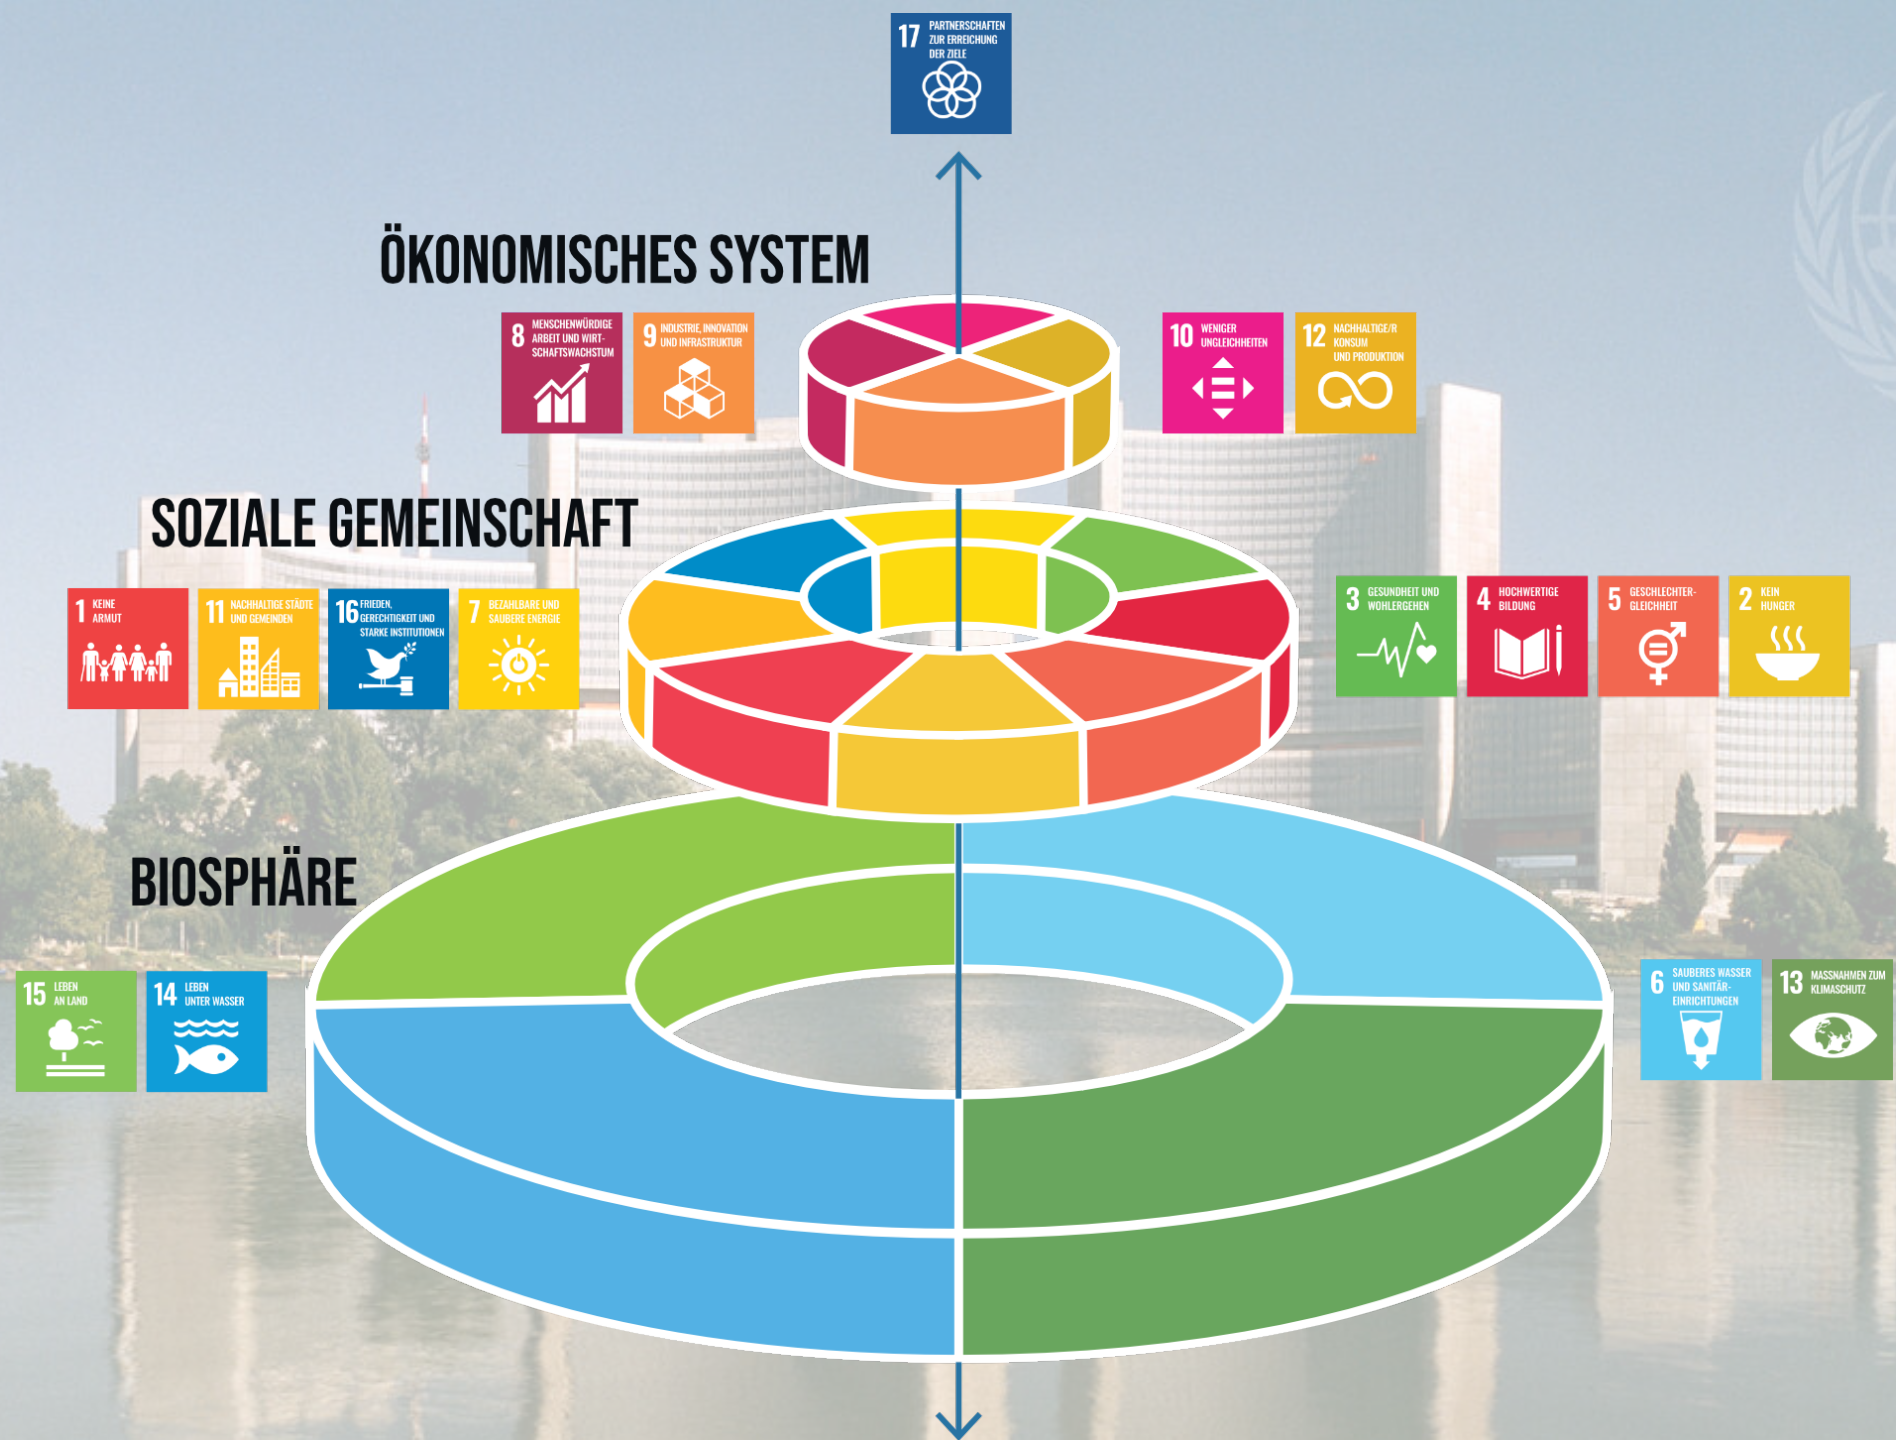 17 PARTNERSCHAFTEN
ZUR ERREICHUNG
DER ZIELE
ÖKONOMISCHES SYSTEM
8 MENSCHENWÜRDIGE
ARBEIT UND WIRT-
SCHAFTSWACHSTUM
9 INDUSTRIE, INNOVATION
UND INFRASTRUKTUR
10 WENIGER
UNGLEICHHEITEN
12 NACHHALTIGE/R
KONSUM
UND PRODUKTION
SOZIALE GEMEINSCHAFT
1 KEINE
ARMUT
11 NACHHALTIGE STÄDTE
UND GEMEINDEN
16 FRIEDEN,
GERECHTIGKEIT UND
STARKE INSTITUTIONEN
7 BEZAHLBARE UND
SAUBERE ENERGIE
3 GESUNDHEIT UND
WOHLERGEHEN
4 HOCHWERTIGE
BILDUNG
5 GESCHLECHTER-
GLEICHHEIT
2 KEIN
HUNGER
BIOSPHÄRE
15 LEBEN
AN LAND
14 LEBEN
UNTER WASSER
6 SAUBERES WASSER
UND SANITÄR-
EINRICHTUNGEN
13 MASSNAHMEN ZUM
KLIMASCHUTZ